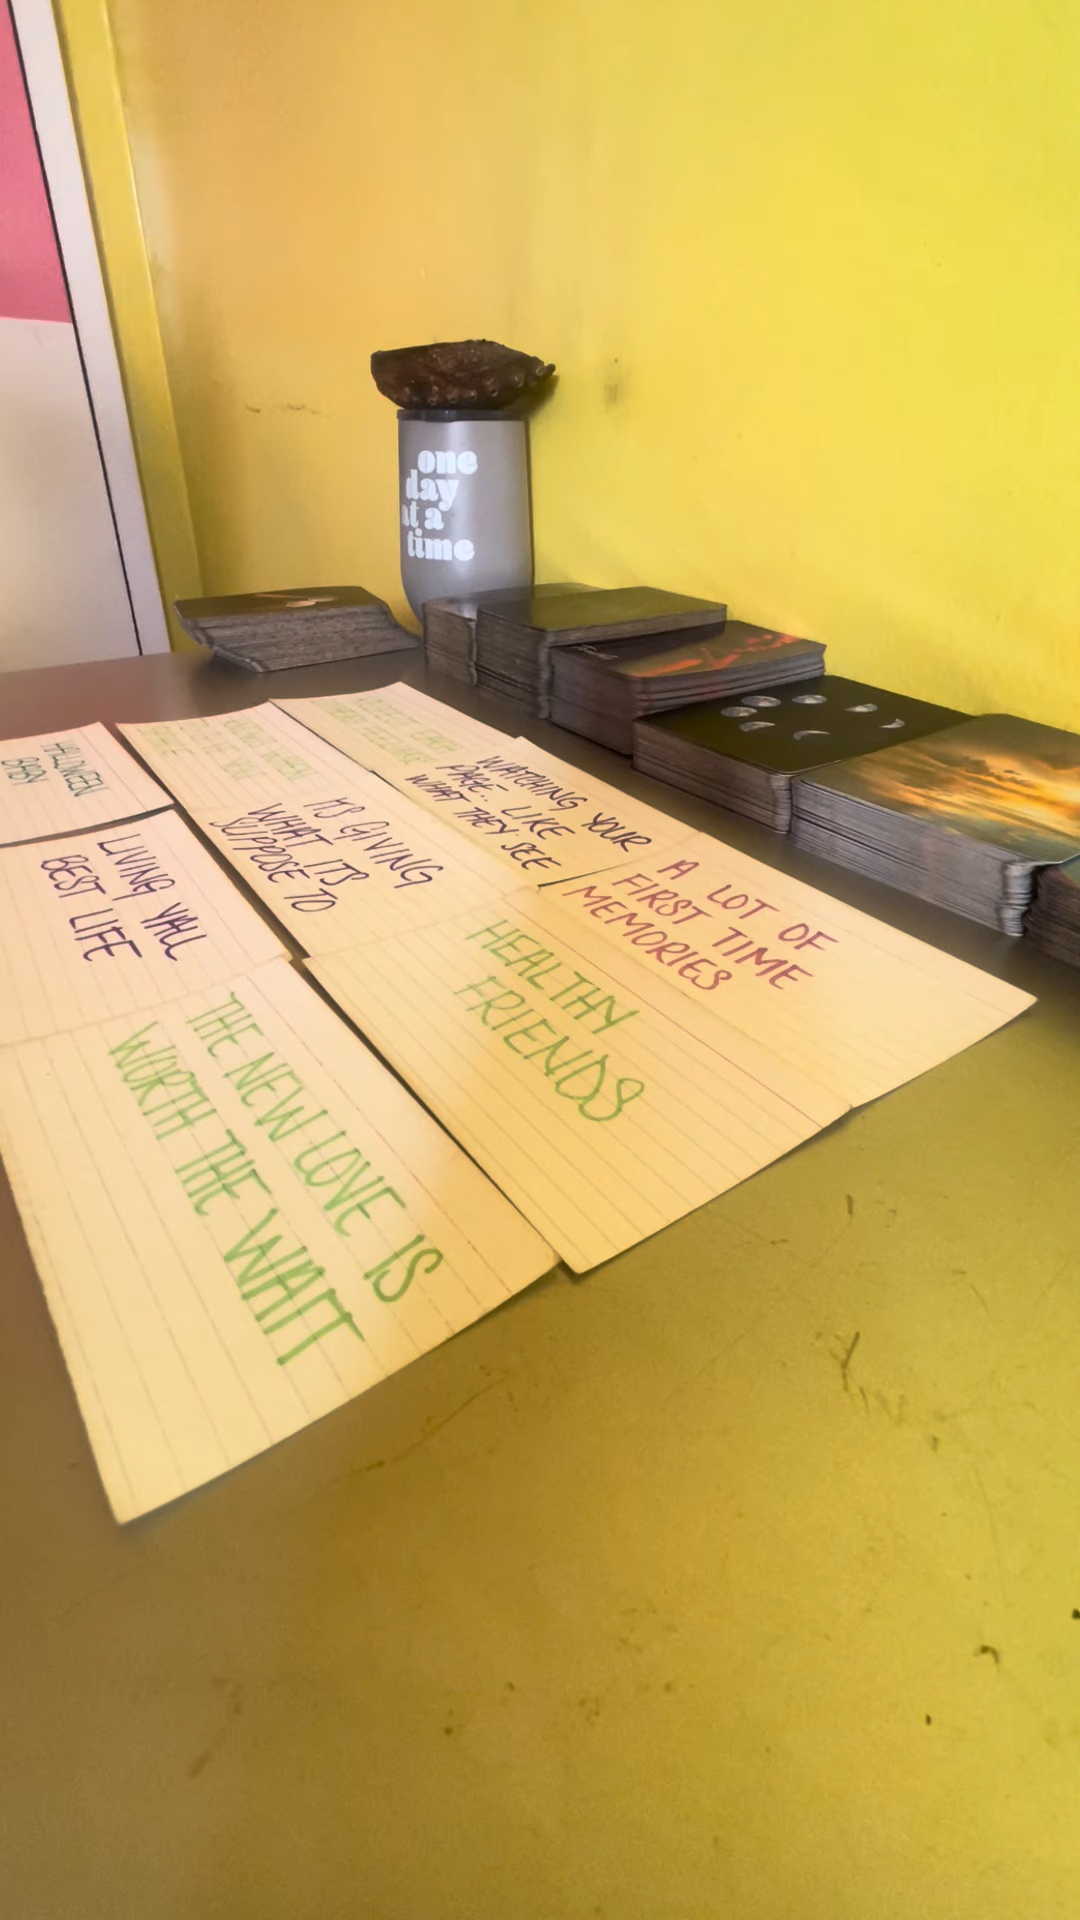 one
day
at a
time
HALLOWEEN
BABY
WATCHING YOUR
PAGE.. LIKE
WHAT THEY SEE
ITS GIVING
WHAT ITS
SUPPOSE TO
LIVING YALL
BEST LIFE
A LOT OF
FIRST TIME
MEMORIES
HEALTHY
FRIENDS
THE NEW LOVE IS
WORTH THE WAIT